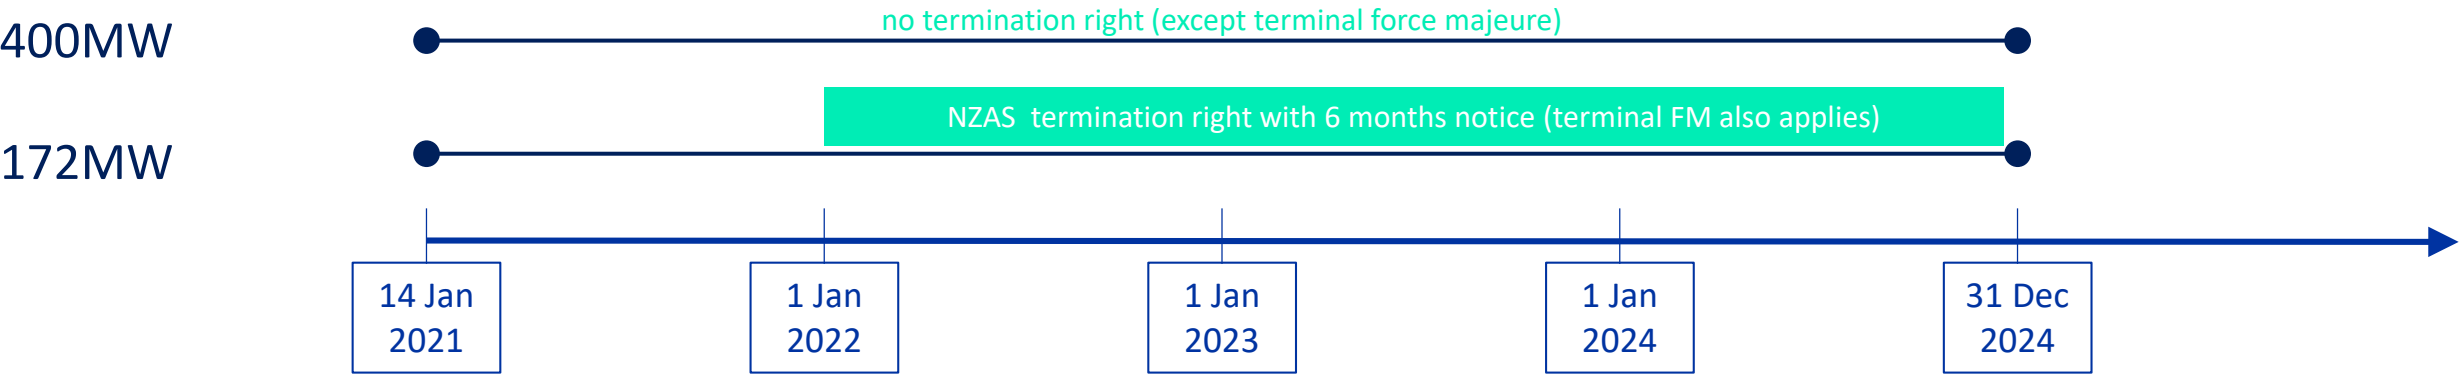 400MW
no termination right (except terminal force majeure)
NZAS termination right with 6 months notice (terminal FM also applies)
172MW
14 Jan
2021
1 Jan
2022
1 Jan
2023
1 Jan
2024
31 Dec
2024